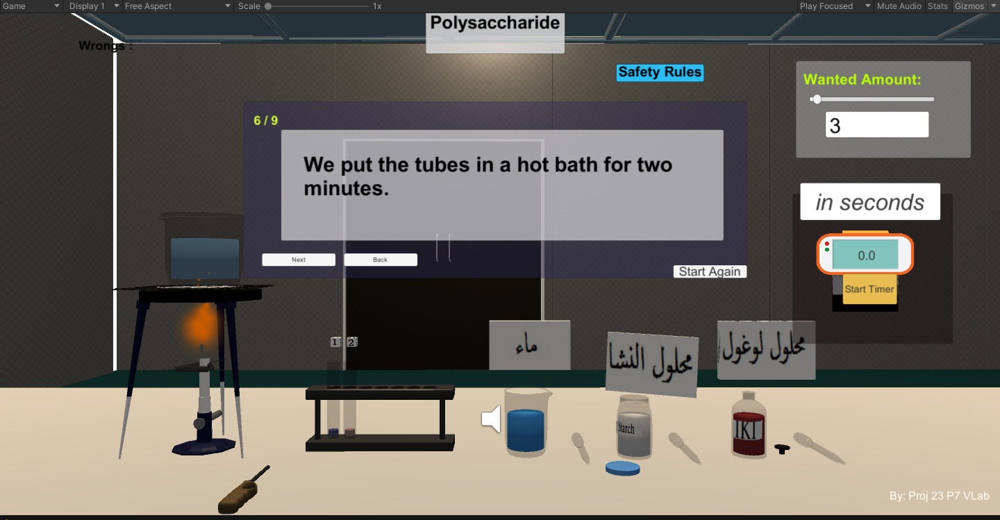 Game
Display 1
Free Aspect
Scale
1x
Play Focused
Mute Audio
Stats
Gizmos
Polysaccharide
Wrongs :
Safety Rules
Wanted Amount:
3
6 / 9
We put the tubes in a hot bath for two
minutes.
Next
Back
Start Again
in seconds
0.0
Start Timer
1
2
ماء
محلول النشا
محلول لوغول
Starch
IKI
By: Proj 23 P7 VLab